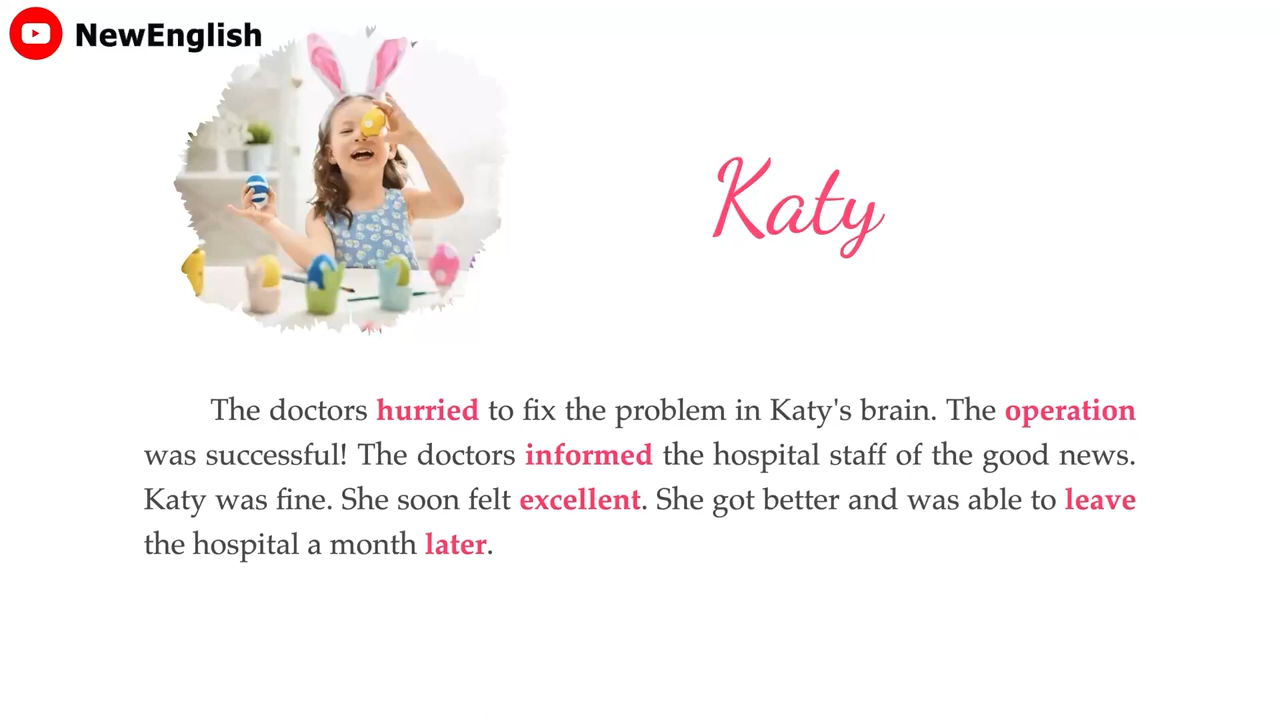 NewEnglish
Katy
The doctors hurried to fix the problem in Katy's brain. The operation
was successful! The doctors informed the hospital staff of the good news.
Katy was fine. She soon felt excellent. She got better and was able to leave
the hospital a month later.